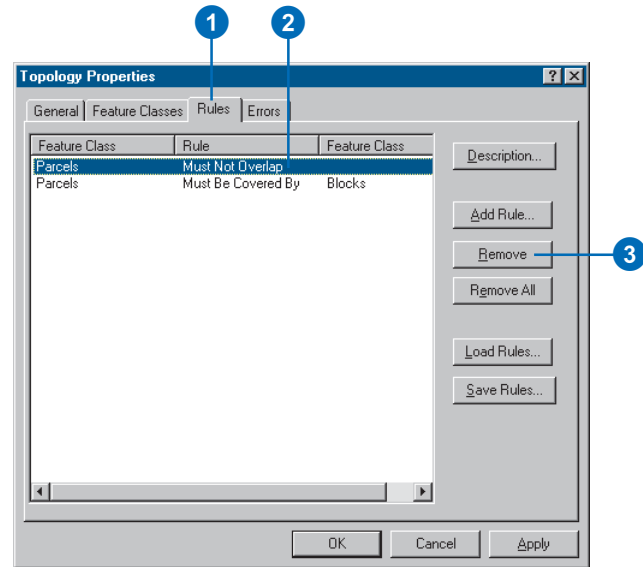 1 2
Topology Properties ? X
General Feature Classes Rules Errors
Feature Class Rule Feature Class
Parcels Must Not Overlap
Parcels Must Be Covered By Blocks
Description...
Add Rule...
Remove 3
Remove All
Load Rules...
Save Rules...
OK Cancel Apply